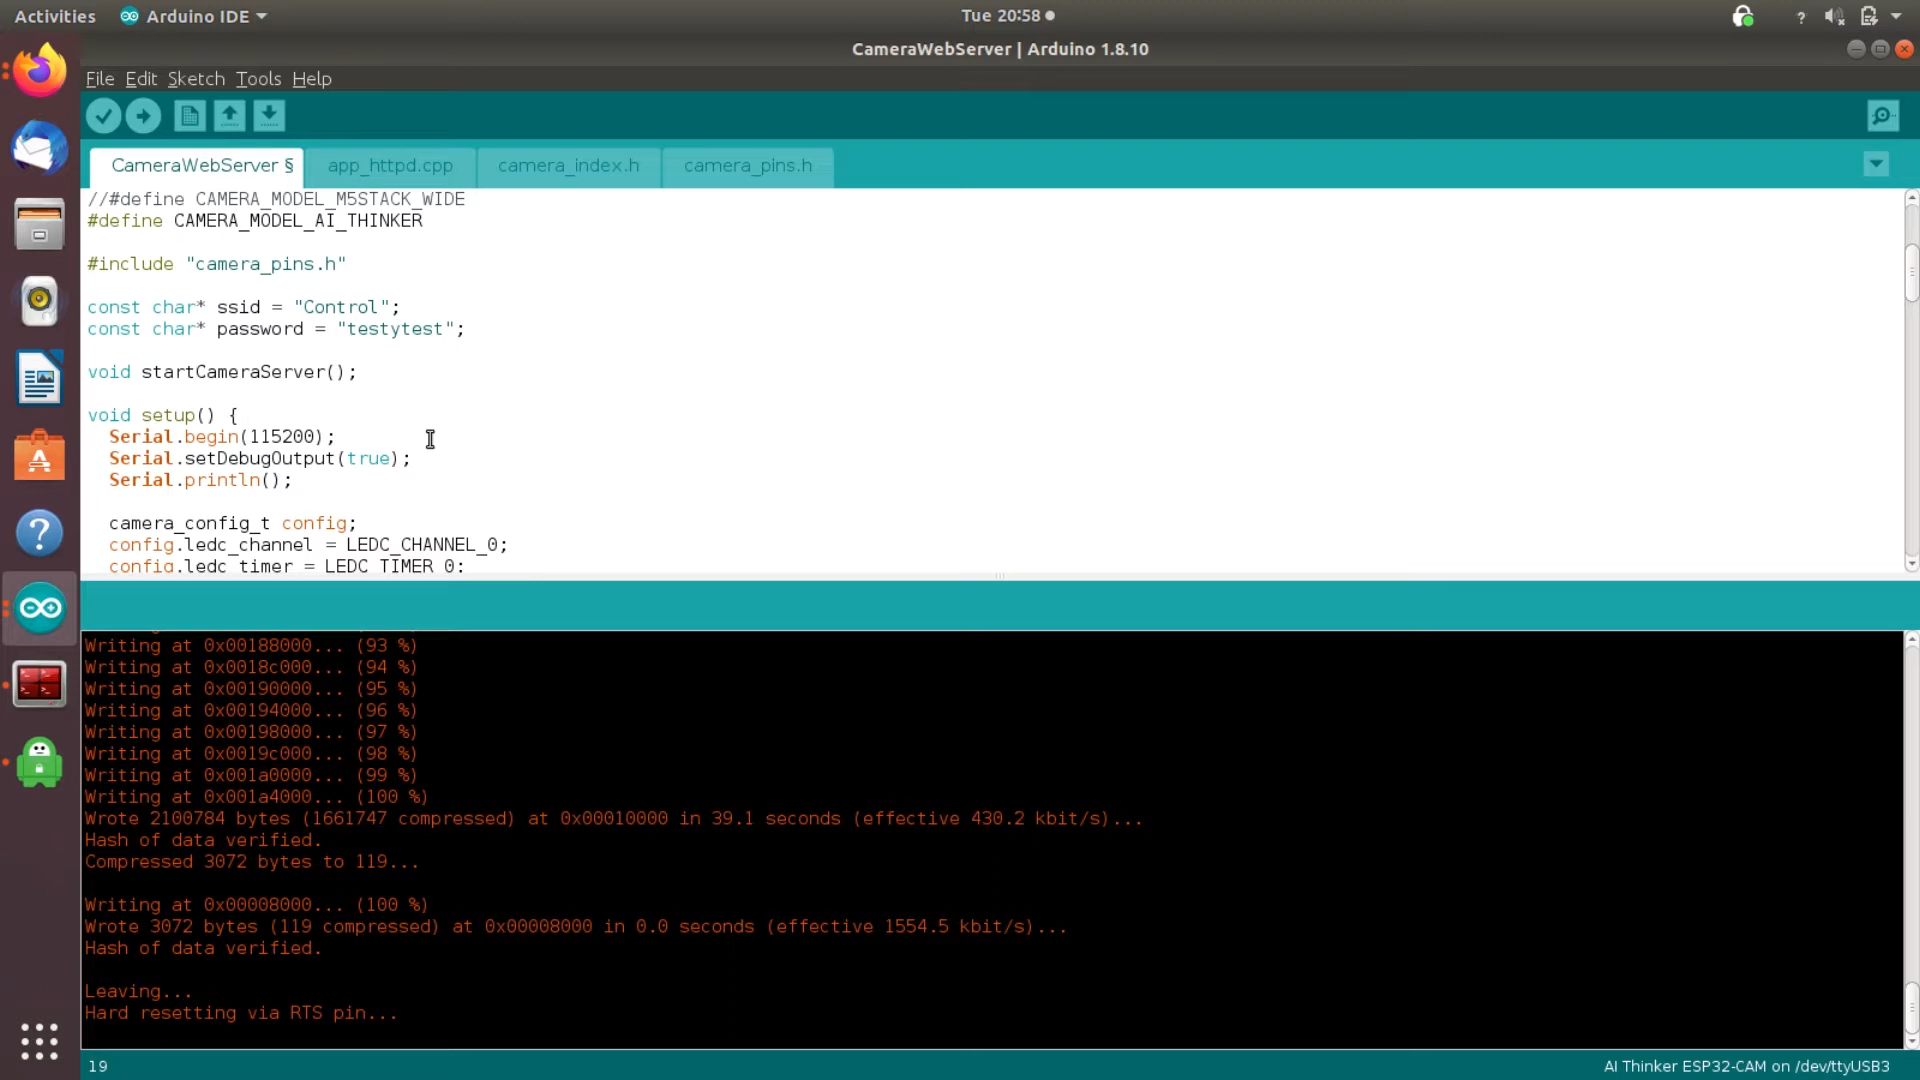 Activities
Arduino IDE
Tue 20:58
?
CameraWebServer | Arduino 1.8.10
File Edit Sketch Tools Help
CameraWebServer § app_httpd.cpp camera_index.h camera_pins.h
//#define CAMERA_MODEL_M5STACK_WIDE
#define CAMERA_MODEL_AI_THINKER
#include "camera_pins.h"
const char* ssid = "Control";
const char* password = "testytest";
void startCameraServer();
void setup() {
Serial.begin(115200);
Serial.setDebugOutput(true);
Serial.println();
camera_config_t config;
config.ledc_channel = LEDC_CHANNEL_0;
config.ledc_timer = LEDC_TIMER_0;
Writing at 0x00188000... (93 %)
Writing at 0x0018c000... (94 %)
Writing at 0x00190000... (95 %)
Writing at 0x00194000... (96 %)
Writing at 0x00198000... (97 %)
Writing at 0x0019c000... (98 %)
Writing at 0x001a0000... (99 %)
Writing at 0x001a4000... (100 %)
Wrote 2100784 bytes (1661747 compressed) at 0x00010000 in 39.1 seconds (effective 430.2 kbit/s)...
Hash of data verified.
Compressed 3072 bytes to 119...
Writing at 0x00008000... (100 %)
Wrote 3072 bytes (119 compressed) at 0x00008000 in 0.0 seconds (effective 1554.5 kbit/s)...
Hash of data verified.
Leaving...
Hard resetting via RTS pin...
19
AI Thinker ESP32-CAM on /dev/ttyUSB3